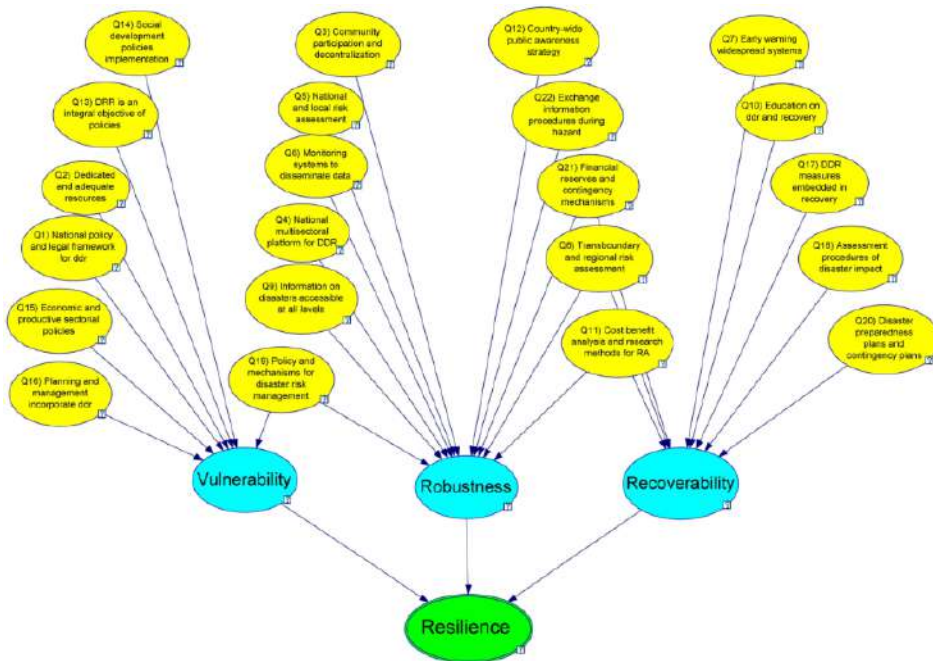 Q14) Social
development
policies
implementation
Q3) Community
participation and
decentralization
Q12) Country-wide
public awareness
strategy
Q7) Early warning
widespread systems
Q13) DRR is an
integral objective of
policies
Q5) National
and local risk
assessment
Q22) Exchange
information
procedures during
hazard
Q10) Education on
dcr and recovery
Q2) Dedicated
and adequate
resources
Q6) Monitoring
systems to
disseminate data
Q21) Financial
reserves and
contingency
mechanisms
Q17) DDR
measures
embedded in
recovery
Q1) National policy
and legal framework
for ddr
Q4) National
multisectoral
platform for DDR
Q8) Transboundary
and regional risk
assessment
Q18) Assessment
procedures of
disaster impact
Q15) Economic and
productive sectorial
policies
Q9) Information on
disasters accessible
at all levels
Q11) Cost benefit
analysis and research
methods for RA
Q20) Disaster
preparedness
plans and
contingency plans
Q16) Planning and
management
incorporate ddr
Q19) Policy and
mechanisms for
disaster risk
management
Vulnerability
Robustness
Recoverability
Resilience